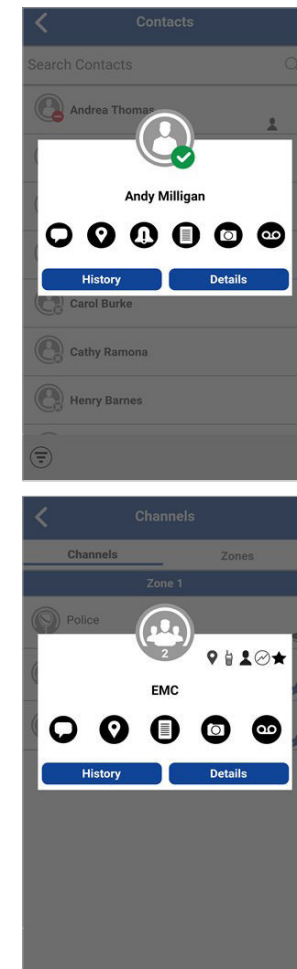 Contacts
Search Contacts
Andrea Thomas
Andy Milligan
History Details
Carol Burke
Cathy Ramona
Henry Barnes
Channels
Channels Zones
Zone 1
Police
2
EMC
History Details